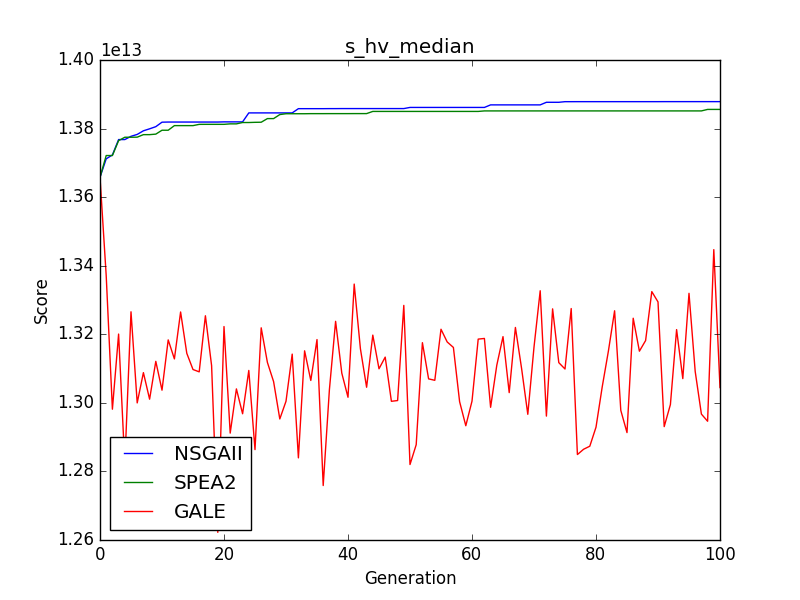 s_hv_median
1e13
1.40
1.38
1.36
1.34
1.32
1.30
1.28
1.26
Score
NSGAII
SPEA2
GALE
0 20 40 60 80 100
Generation